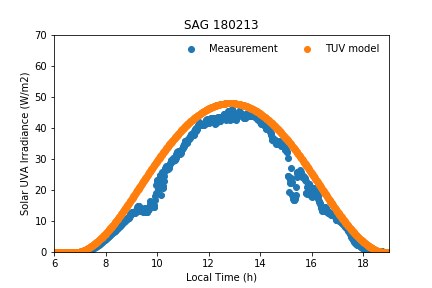 SAG 180213
Measurement
TUV model
Solar UVA Irradiance (W/m2)
70
60
50
40
30
20
10
0
6 8 10 12 14 16 18
Local Time (h)